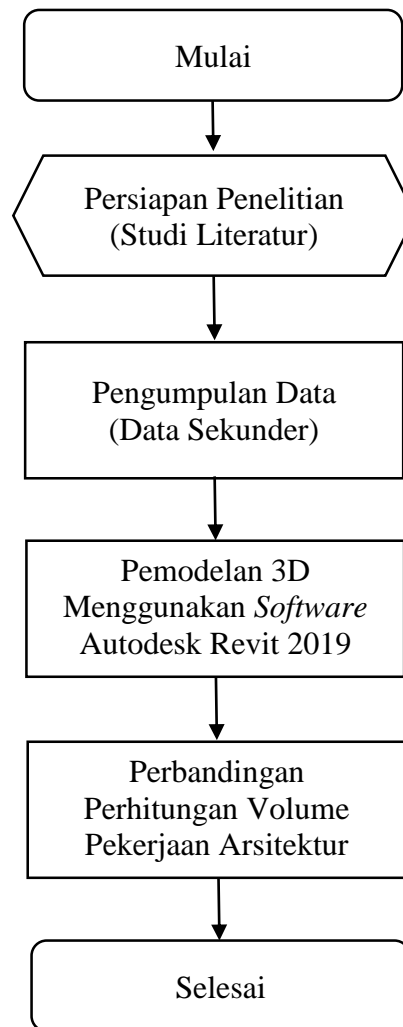 Mulai
Persiapan Penelitian
(Studi Literatur)
Pengumpulan Data
(Data Sekunder)
Pemodelan 3D
Menggunakan Software
Autodesk Revit 2019
Perbandingan
Perhitungan Volume
Pekerjaan Arsitektur
Selesai